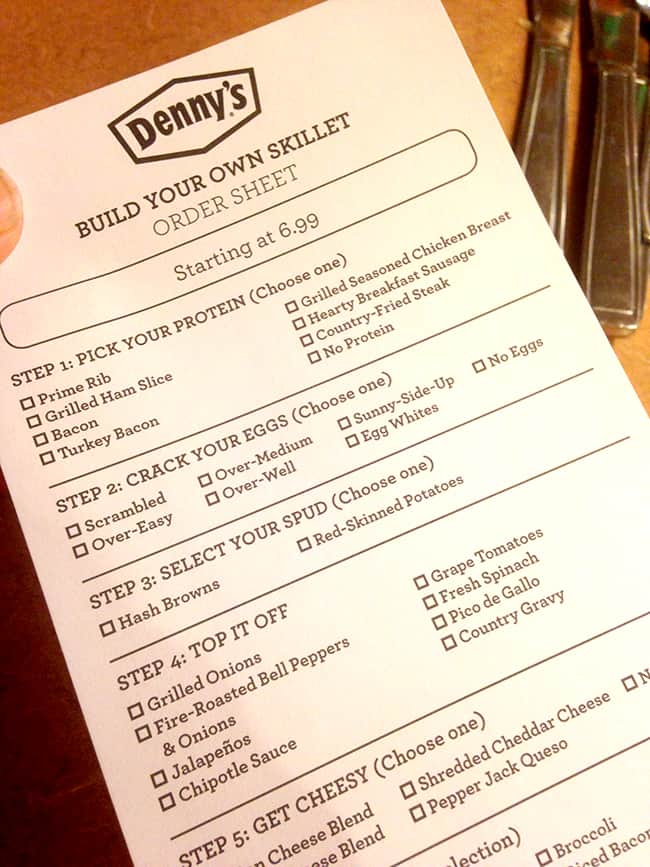 Denny's
BUILD YOUR OWN SKILLET
ORDER SHEET
Starting at 6.99
STEP 1: PICK YOUR PROTEIN (Choose one)
Prime Rib
Grilled Ham Slice
Bacon
Turkey Bacon
Grilled Seasoned Chicken Breast
Hearty Breakfast Sausage
Country-Fried Steak
No Protein
STEP 2: CRACK YOUR EGGS (Choose one)
Scrambled
Over-Easy
Over-Medium
Over-Well
Sunny-Side-Up
Egg Whites
No Eggs
STEP 3: SELECT YOUR SPUD (Choose one)
Hash Browns
Red-Skinned Potatoes
STEP 4: TOP IT OFF
Grilled Onions
Fire-Roasted Bell Peppers
& Onions
Jalapeños
Chipotle Sauce
Grape Tomatoes
Fresh Spinach
Pico de Gallo
Country Gravy
STEP 5: GET CHEESY (Choose one)
Cheese Blend
Cheese Blend
Shredded Cheddar Cheese
Pepper Jack Queso
Broccoli
Bacon